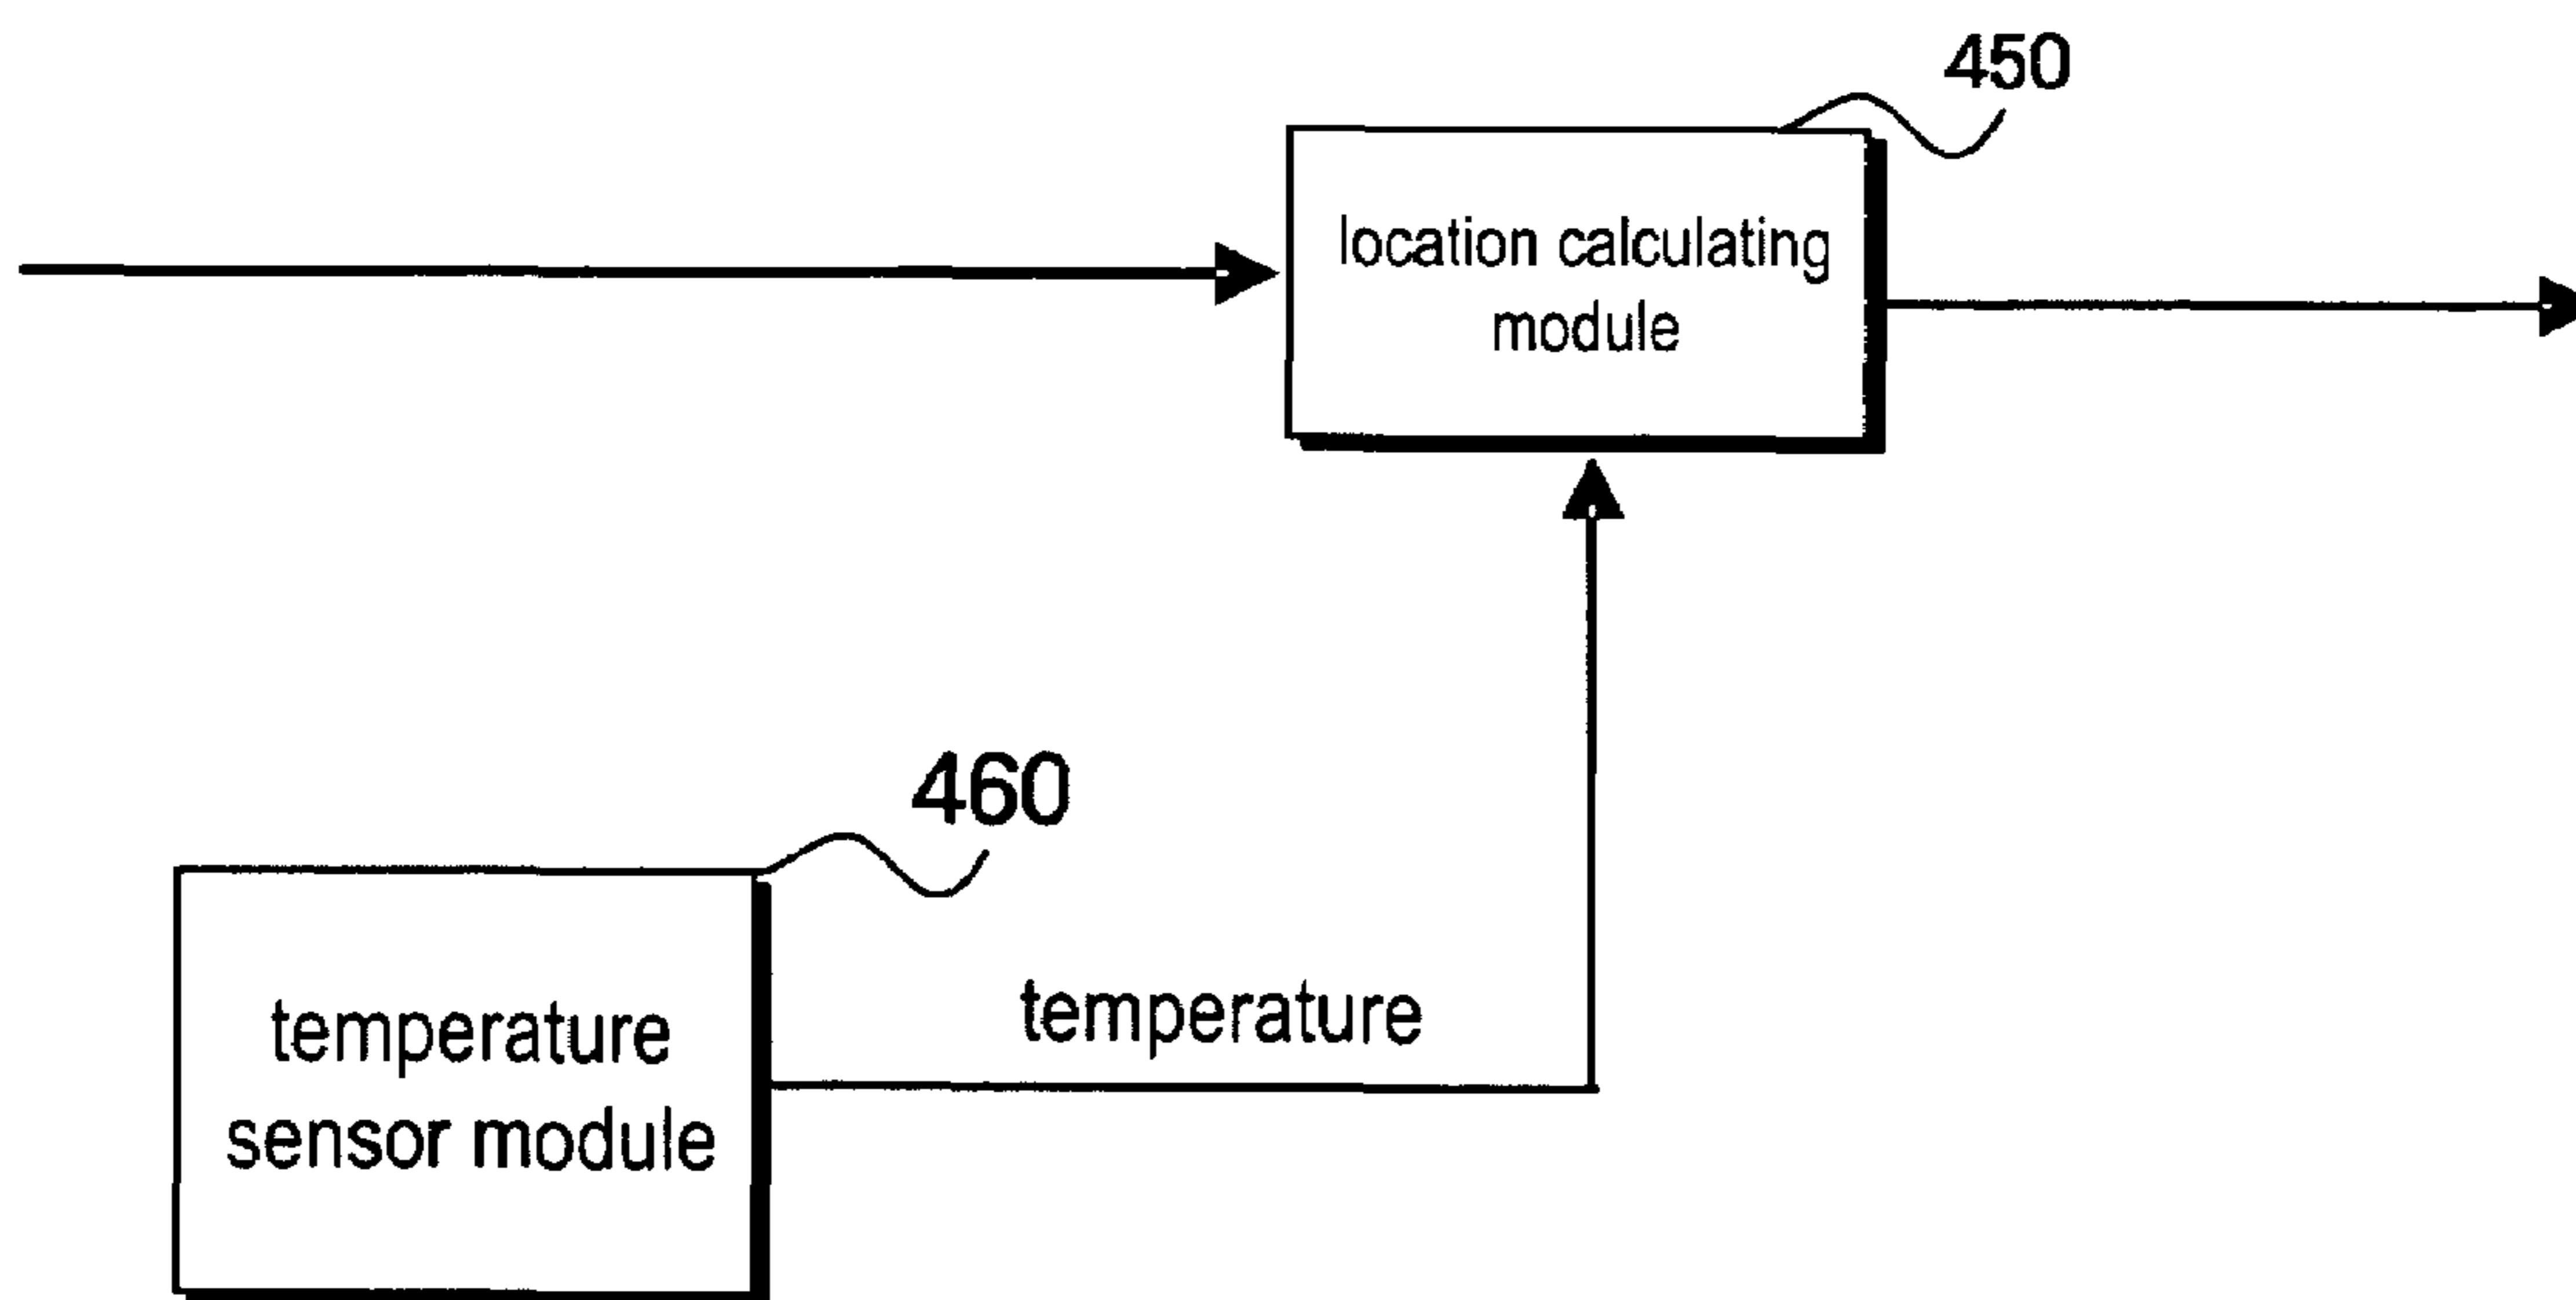 450
location calculating
module
460
temperature
temperature
sensor module